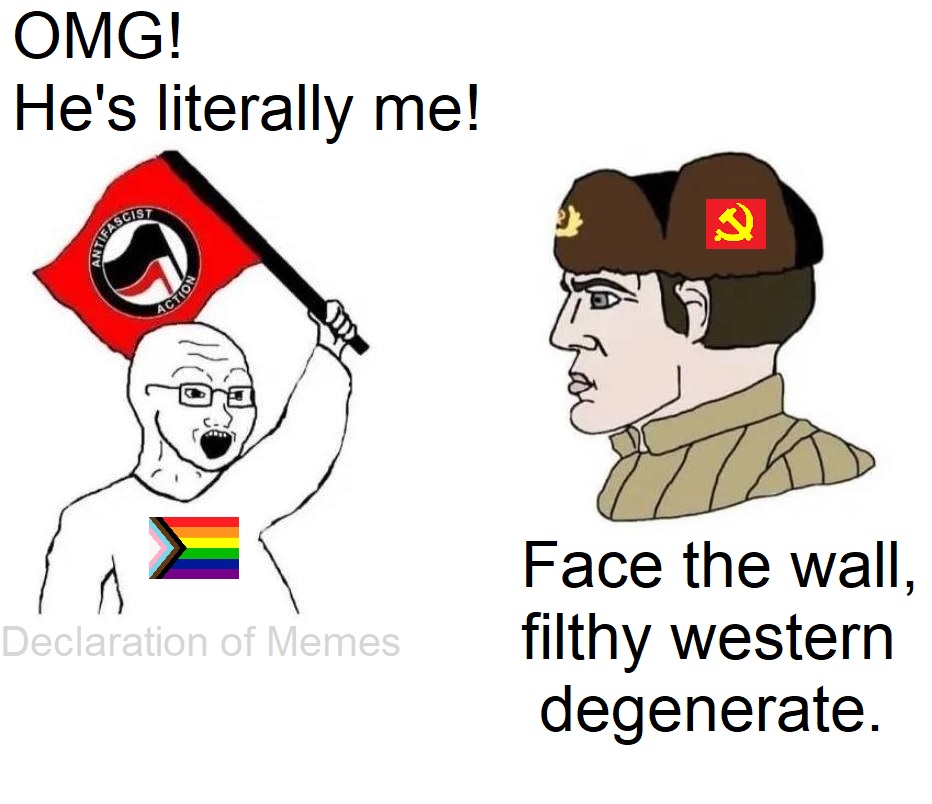 OMG!
He's literally me!
ANTIFASCIST
ACTION
Declaration of Memes
Face the wall,
filthy western
degenerate.